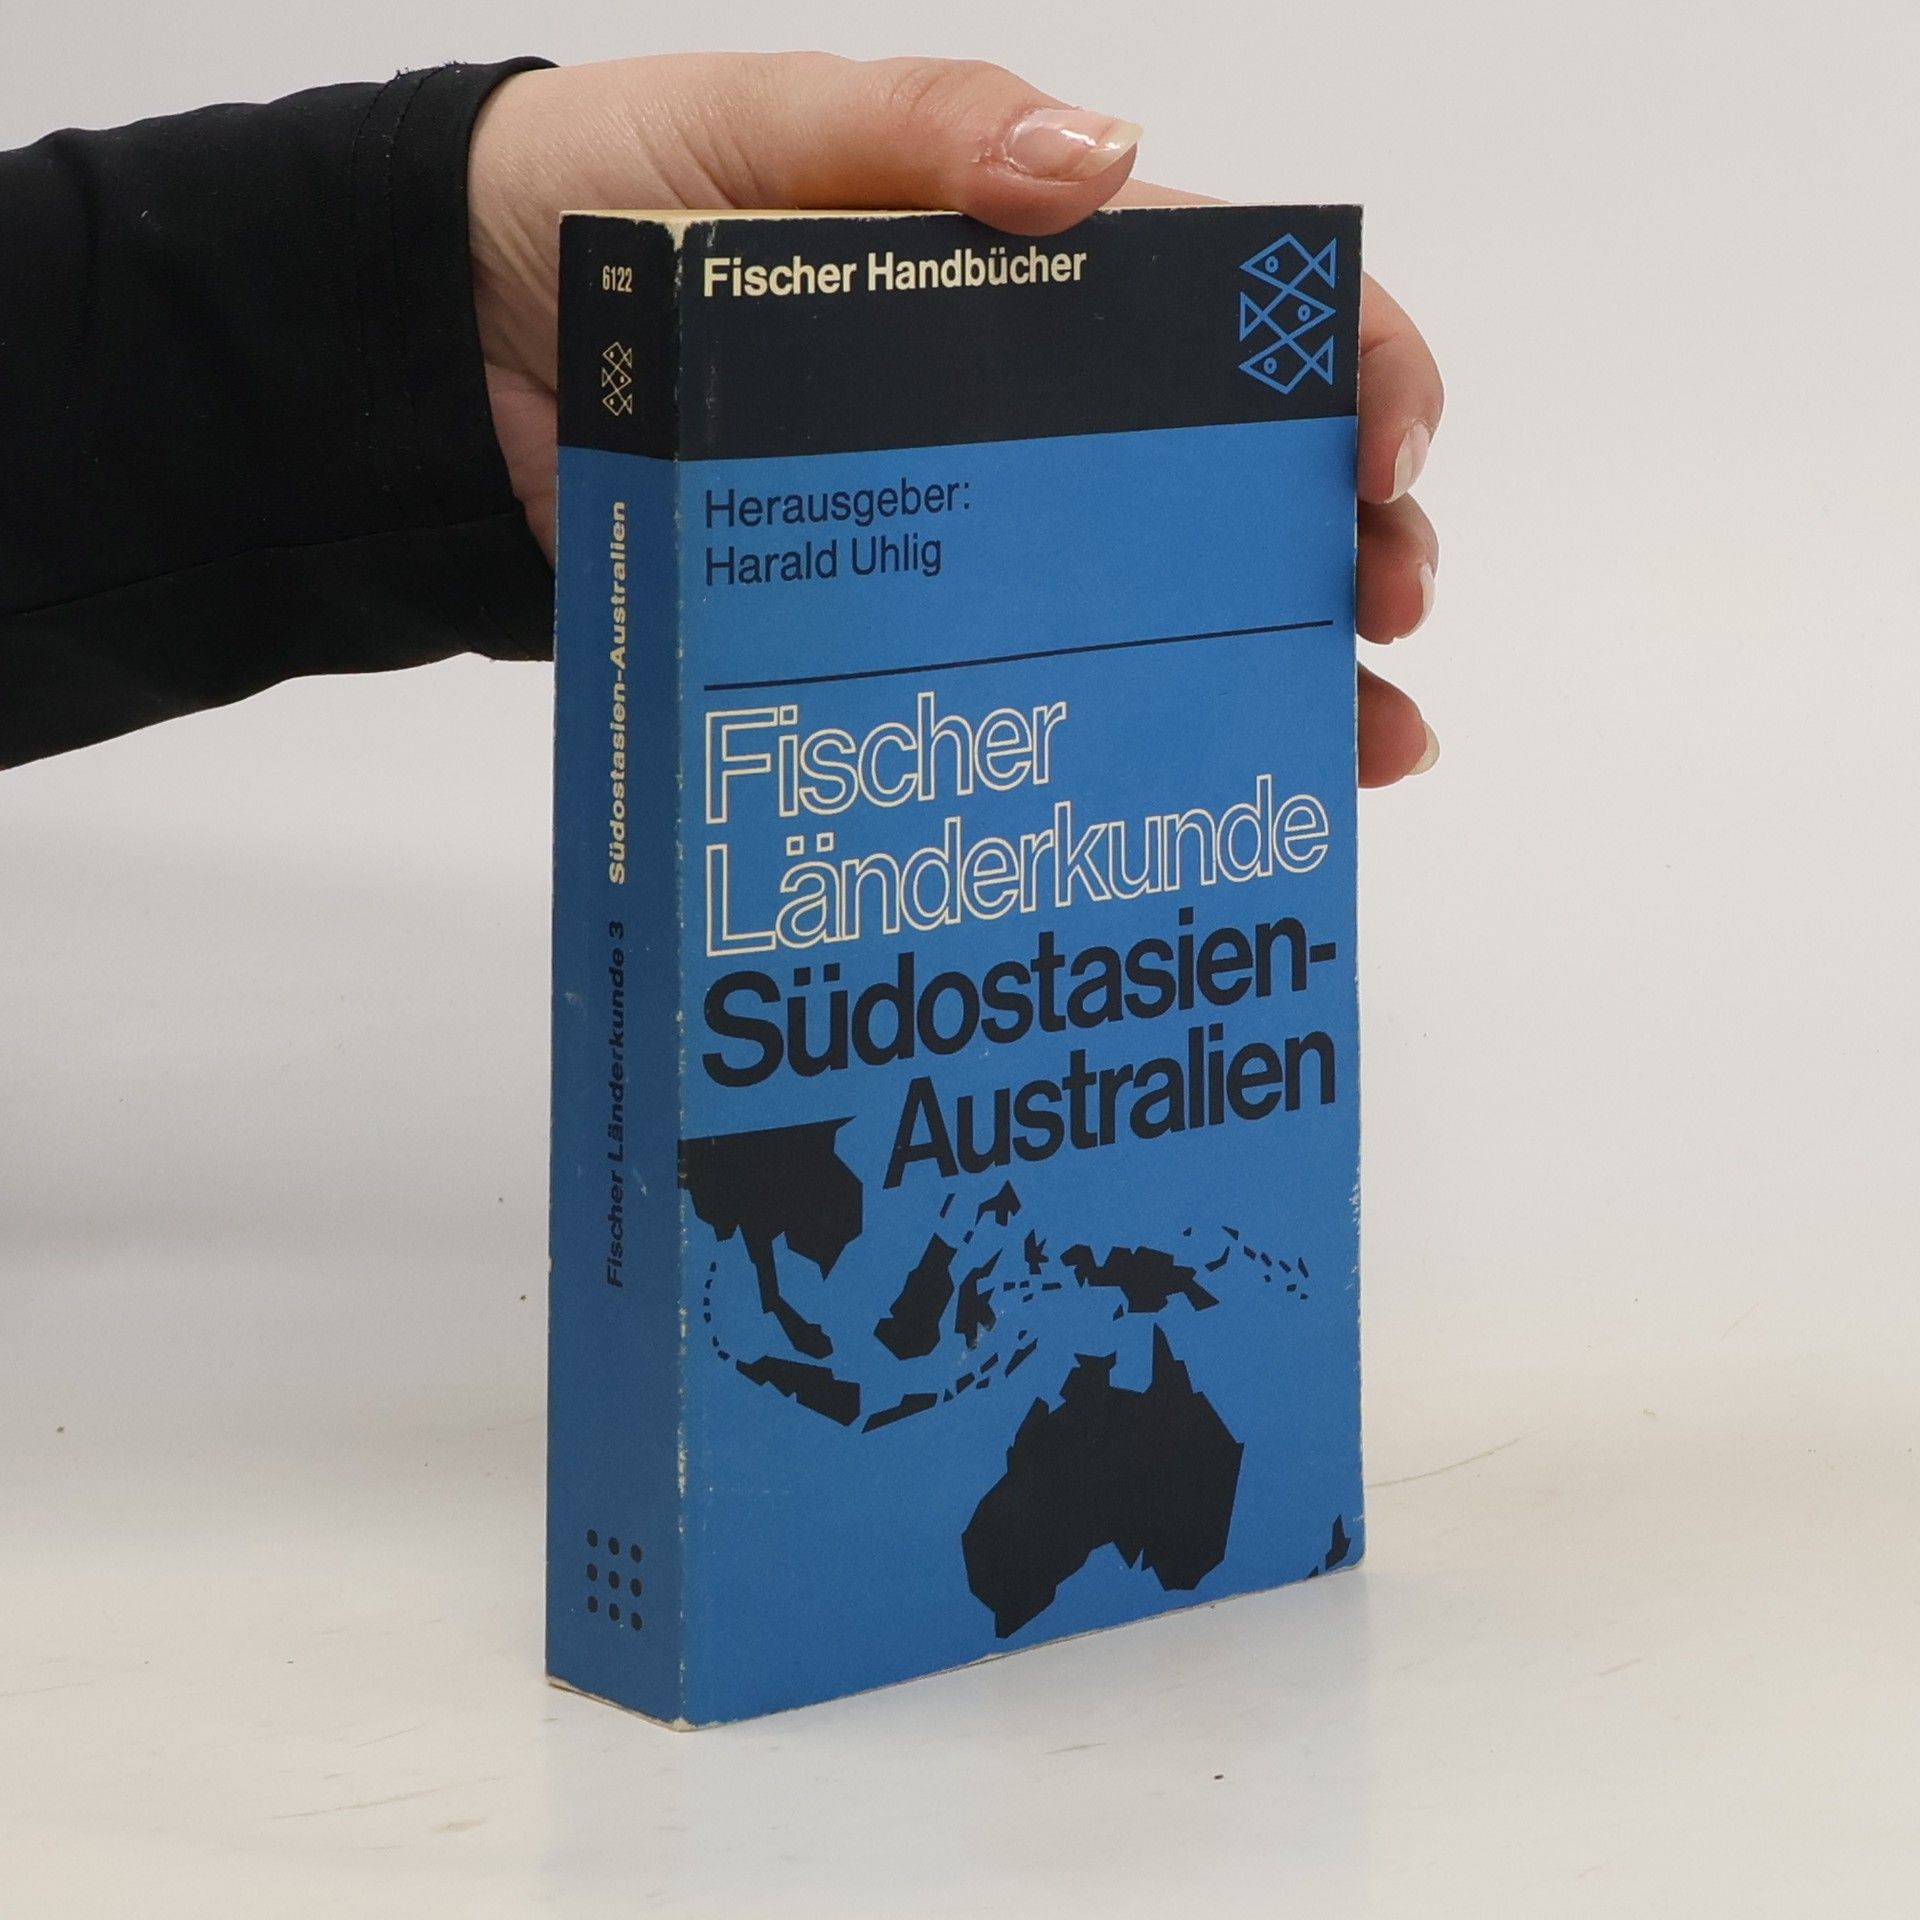 6122
Fischer Länderkunde 3 Südostasien-Australien
Fischer Handbücher
Herausgeber:
Harald Uhlig
Fischer
Länderkunde
Südostasien-
Australien